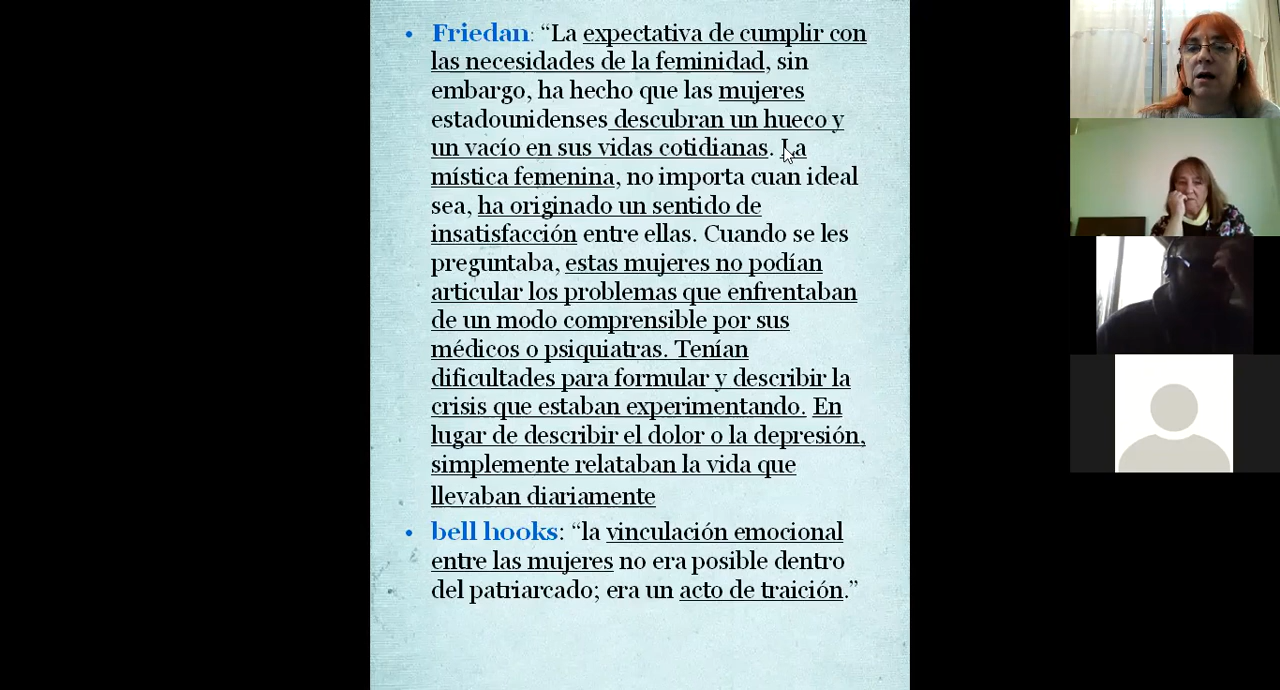 • Friedan: “La expectativa de cumplir con
las necesidades de la feminidad, sin
embargo, ha hecho que las mujeres
estadounidenses descubran un hueco y
un vacío en sus vidas cotidianas. La
mística femenina, no importa cuan ideal
sea, ha originado un sentido de
insatisfacción entre ellas. Cuando se les
preguntaba, estas mujeres no podían
articular los problemas que enfrentaban
de un modo comprensible por sus
médicos o psiquiatras. Tenían
dificultades para formular y describir la
crisis que estaban experimentando. En
lugar de describir el dolor o la depresión,
simplemente relataban la vida que
llevaban diariamente
• bell hooks: “la vinculación emocional
entre las mujeres no era posible dentro
del patriarcado; era un acto de traición.”